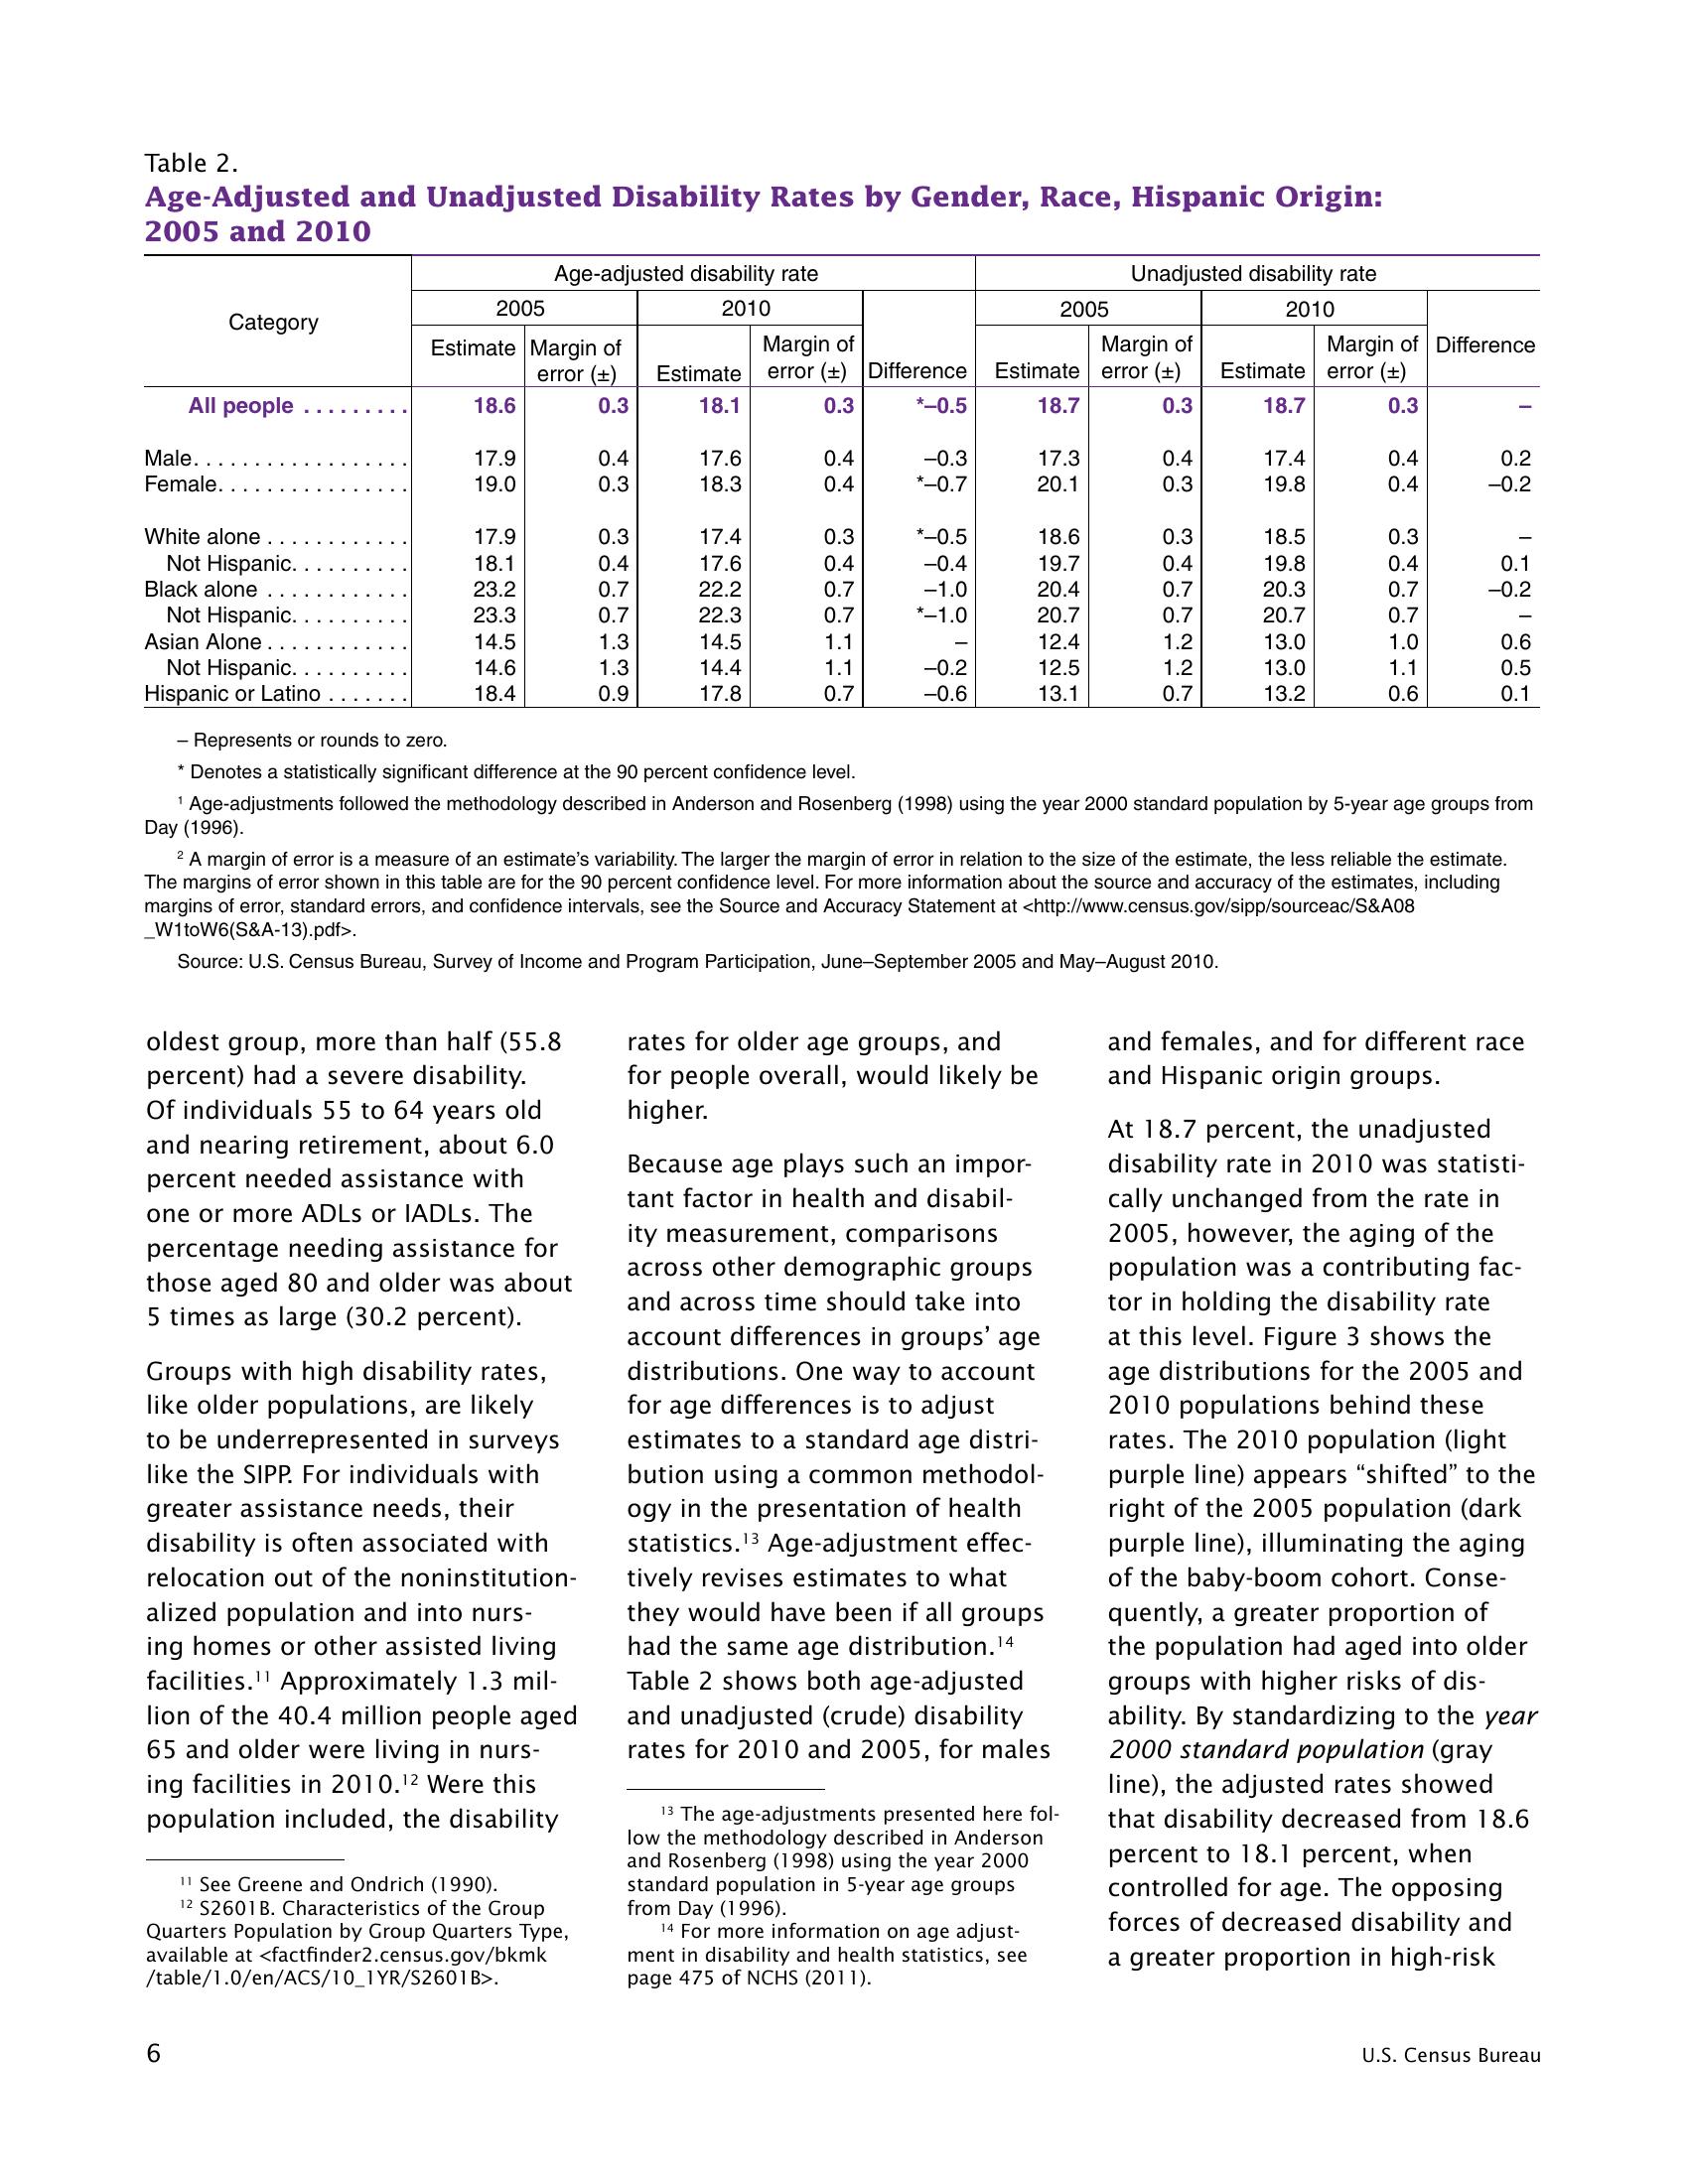 Table 2.
Age-Adjusted and Unadjusted Disability Rates by Gender, Race, Hispanic Origin:
2005 and 2010
Category
Age-adjusted disability rate
Unadjusted disability rate
2005
2010
Difference
2005
2010
Difference
Estimate
Margin of
error (±)
Estimate
Margin of
error (±)
Estimate
Margin of
error (±)
Estimate
Margin of
error (±)
All people . . . . . . . . . 18.6 0.3 18.1 0.3 *–0.5 18.7 0.3 18.7 0.3 –
Male. . . . . . . . . . . . . . . . . . 17.9 0.4 17.6 0.4 –0.3 17.3 0.4 17.4 0.4 0.2
Female. . . . . . . . . . . . . . . . 19.0 0.3 18.3 0.4 *–0.7 20.1 0.3 19.8 0.4 –0.2
White alone . . . . . . . . . . . . 17.9 0.3 17.4 0.3 *–0.5 18.6 0.3 18.5 0.3 –
Not Hispanic. . . . . . . . . . 18.1 0.4 17.6 0.4 –0.4 19.7 0.4 19.8 0.4 0.1
Black alone . . . . . . . . . . . . 23.2 0.7 22.2 0.7 –1.0 20.4 0.7 20.3 0.7 –0.2
Not Hispanic. . . . . . . . . . 23.3 0.7 22.3 0.7 *–1.0 20.7 0.7 20.7 0.7 –
Asian Alone . . . . . . . . . . . . 14.5 1.3 14.5 1.1 – 12.4 1.2 13.0 1.0 0.6
Not Hispanic. . . . . . . . . . 14.6 1.3 14.4 1.1 –0.2 12.5 1.2 13.0 1.1 0.5
Hispanic or Latino . . . . . . . 18.4 0.9 17.8 0.7 –0.6 13.1 0.7 13.2 0.6 0.1
– Represents or rounds to zero.
* Denotes a statistically significant difference at the 90 percent confidence level.
¹ Age-adjustments followed the methodology described in Anderson and Rosenberg (1998) using the year 2000 standard population by 5-year age groups from
Day (1996).
² A margin of error is a measure of an estimate’s variability. The larger the margin of error in relation to the size of the estimate, the less reliable the estimate.
The margins of error shown in this table are for the 90 percent confidence level. For more information about the source and accuracy of the estimates, including
margins of error, standard errors, and confidence intervals, see the Source and Accuracy Statement at <http://www.census.gov/sipp/sourceac/S&A08
_W1toW6(S&A-13).pdf>.
Source: U.S. Census Bureau, Survey of Income and Program Participation, June–September 2005 and May–August 2010.
oldest group, more than half (55.8
percent) had a severe disability.
Of individuals 55 to 64 years old
and nearing retirement, about 6.0
percent needed assistance with
one or more ADLs or IADLs. The
percentage needing assistance for
those aged 80 and older was about
5 times as large (30.2 percent).
Groups with high disability rates,
like older populations, are likely
to be underrepresented in surveys
like the SIPP. For individuals with
greater assistance needs, their
disability is often associated with
relocation out of the noninstitution-
alized population and into nurs-
ing homes or other assisted living
facilities.¹¹ Approximately 1.3 mil-
lion of the 40.4 million people aged
65 and older were living in nurs-
ing facilities in 2010.¹² Were this
population included, the disability
¹¹ See Greene and Ondrich (1990).
¹² S2601B. Characteristics of the Group
Quarters Population by Group Quarters Type,
available at <factfinder2.census.gov/bkmk
/table/1.0/en/ACS/10_1YR/S2601B>.
rates for older age groups, and
for people overall, would likely be
higher.
Because age plays such an impor-
tant factor in health and disabil-
ity measurement, comparisons
across other demographic groups
and across time should take into
account differences in groups’ age
distributions. One way to account
for age differences is to adjust
estimates to a standard age distri-
bution using a common methodol-
ogy in the presentation of health
statistics.¹³ Age-adjustment effec-
tively revises estimates to what
they would have been if all groups
had the same age distribution.¹⁴
Table 2 shows both age-adjusted
and unadjusted (crude) disability
rates for 2010 and 2005, for males
¹³ The age-adjustments presented here fol-
low the methodology described in Anderson
and Rosenberg (1998) using the year 2000
standard population in 5-year age groups
from Day (1996).
¹⁴ For more information on age adjust-
ment in disability and health statistics, see
page 475 of NCHS (2011).
and females, and for different race
and Hispanic origin groups.
At 18.7 percent, the unadjusted
disability rate in 2010 was statisti-
cally unchanged from the rate in
2005, however, the aging of the
population was a contributing fac-
tor in holding the disability rate
at this level. Figure 3 shows the
age distributions for the 2005 and
2010 populations behind these
rates. The 2010 population (light
purple line) appears “shifted” to the
right of the 2005 population (dark
purple line), illuminating the aging
of the baby-boom cohort. Conse-
quently, a greater proportion of
the population had aged into older
groups with higher risks of dis-
ability. By standardizing to the year
2000 standard population (gray
line), the adjusted rates showed
that disability decreased from 18.6
percent to 18.1 percent, when
controlled for age. The opposing
forces of decreased disability and
a greater proportion in high-risk
6
U.S. Census Bureau